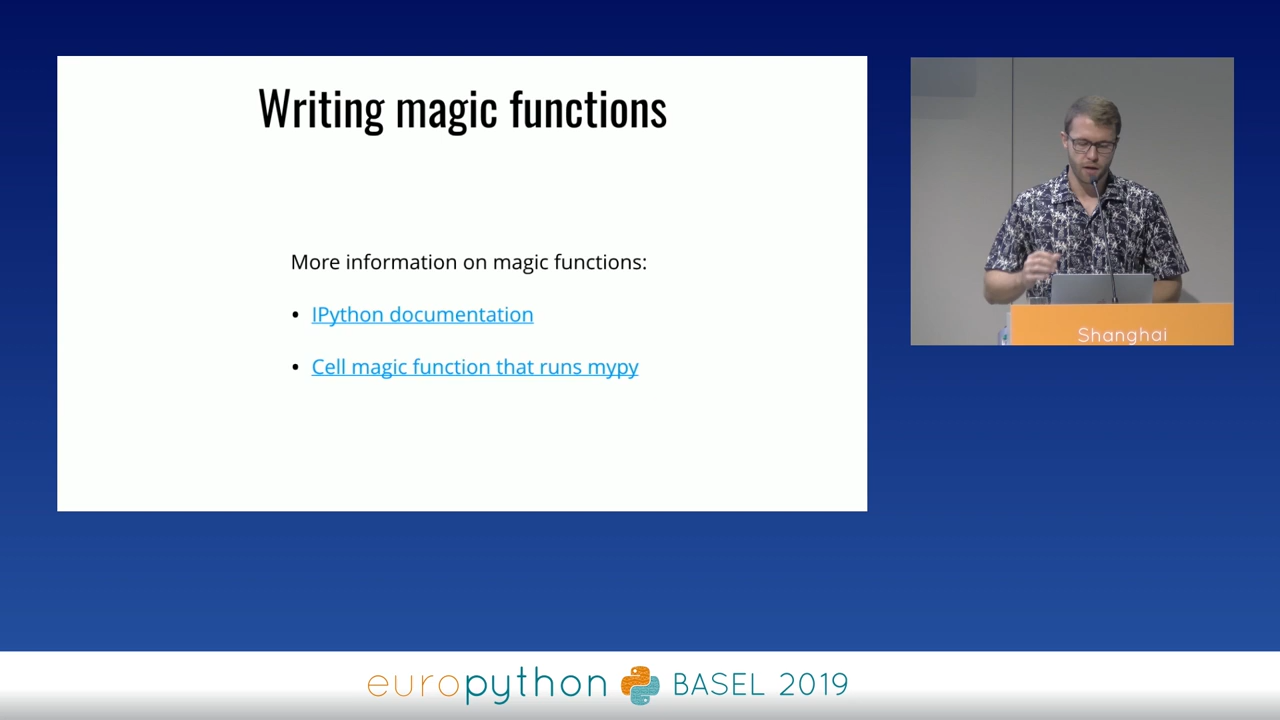 Writing magic functions
More information on magic functions:
• IPython documentation
• Cell magic function that runs mypy
Shanghai
europython BASEL 2019